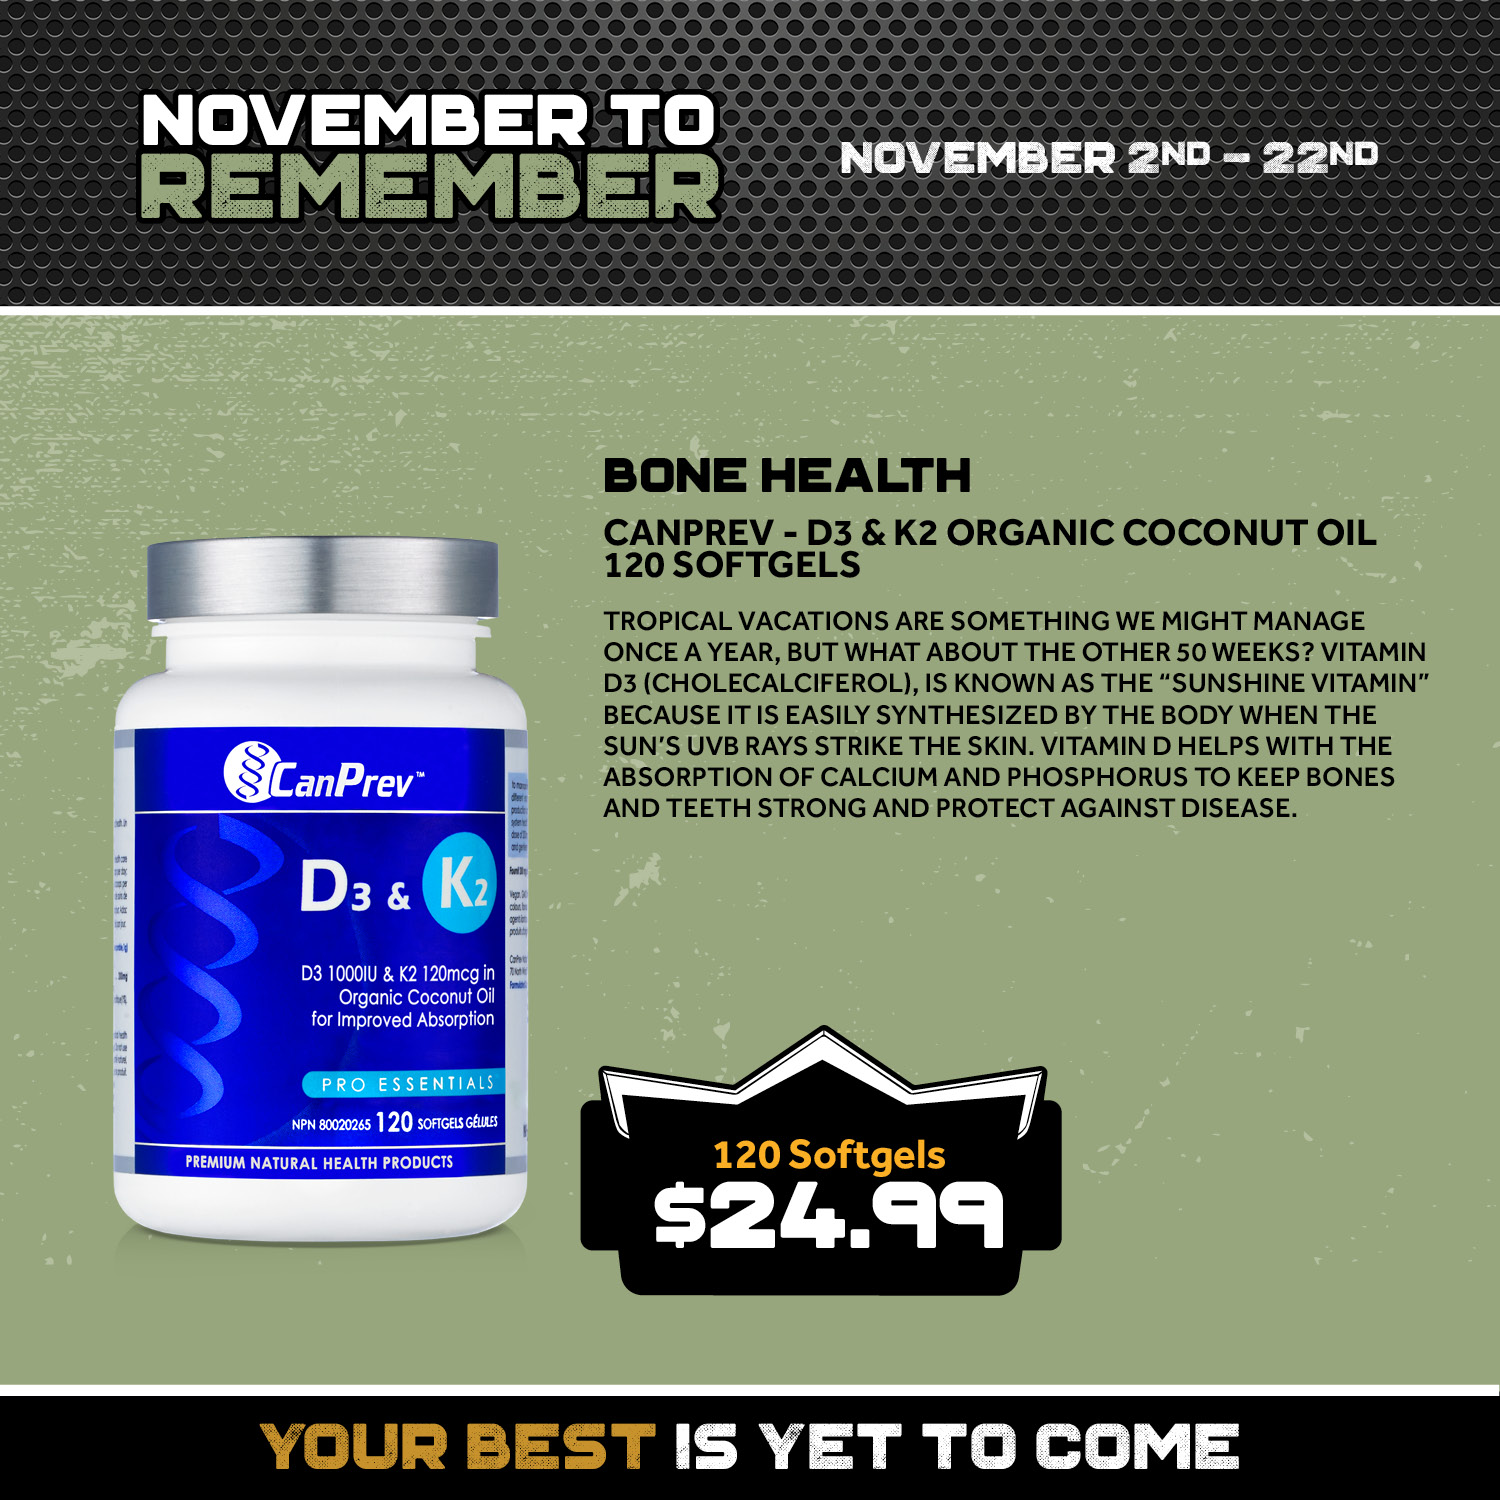 NOVEMBER TO
REMEMBER
NOVEMBER 2ND – 22ND
BONE HEALTH
CANPREV - D3 & K2 ORGANIC COCONUT OIL
120 SOFTGELS
TROPICAL VACATIONS ARE SOMETHING WE MIGHT MANAGE
ONCE A YEAR, BUT WHAT ABOUT THE OTHER 50 WEEKS? VITAMIN
D3 (CHOLECALCIFEROL), IS KNOWN AS THE “SUNSHINE VITAMIN”
BECAUSE IT IS EASILY SYNTHESIZED BY THE BODY WHEN THE
SUN’S UVB RAYS STRIKE THE SKIN. VITAMIN D HELPS WITH THE
ABSORPTION OF CALCIUM AND PHOSPHORUS TO KEEP BONES
AND TEETH STRONG AND PROTECT AGAINST DISEASE.
CanPrev™
D3 & K2
D3 1000IU & K2 120mcg in
Organic Coconut Oil
for Improved Absorption
PRO ESSENTIALS
NPN 80020265 120 SOFTGELS GÉLULES
PREMIUM NATURAL HEALTH PRODUCTS
120 Softgels
$24.99
YOUR BEST IS YET TO COME